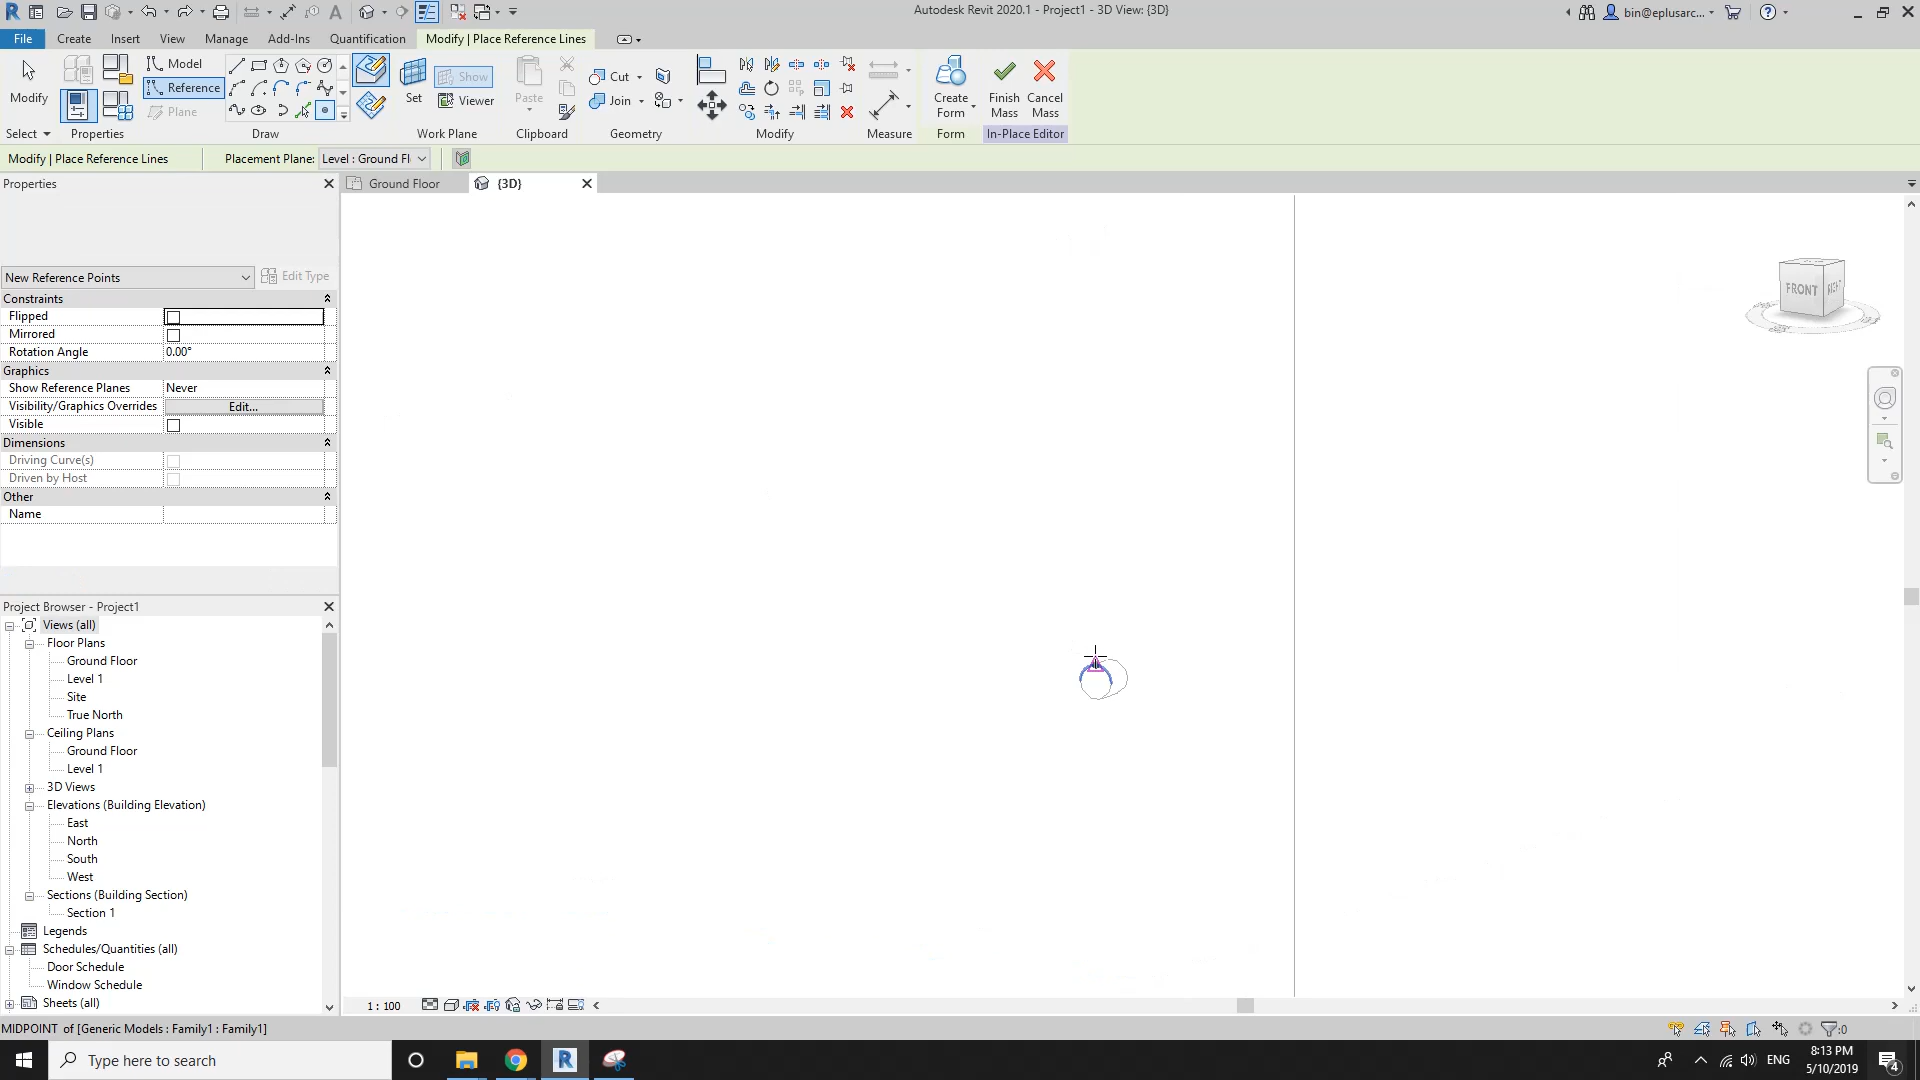 Autodesk Revit 2020.1 - Project1 - 3D View: {3D}
bin@eplusarc...
File Create Insert View Manage Add-Ins Quantification Modify | Place Reference Lines
Modify
Model
Reference
Plane
Set
Show
Viewer
Paste
Cut
Join
Create Form
Finish Mass
Cancel Mass
Select Properties Draw Work Plane Clipboard Geometry Modify Measure Form In-Place Editor
Modify | Place Reference Lines Placement Plane: Level : Ground Fl
Properties
Ground Floor {3D}
New Reference Points
Edit Type
Constraints
Flipped
Mirrored
Rotation Angle 0.00°
Graphics
Show Reference Planes Never
Visibility/Graphics Overrides Edit...
Visible
Dimensions
Driving Curve(s)
Driven by Host
Other
Name
FRONT
RIGHT
Project Browser - Project1
Views (all)
Floor Plans
Ground Floor
Level 1
Site
True North
Ceiling Plans
Ground Floor
Level 1
3D Views
Elevations (Building Elevation)
East
North
South
West
Sections (Building Section)
Section 1
Legends
Schedules/Quantities (all)
Door Schedule
Window Schedule
Sheets (all)
1 : 100
MIDPOINT of [Generic Models : Family1 : Family1]
:0
Type here to search
ENG
8:13 PM
5/10/2019
4